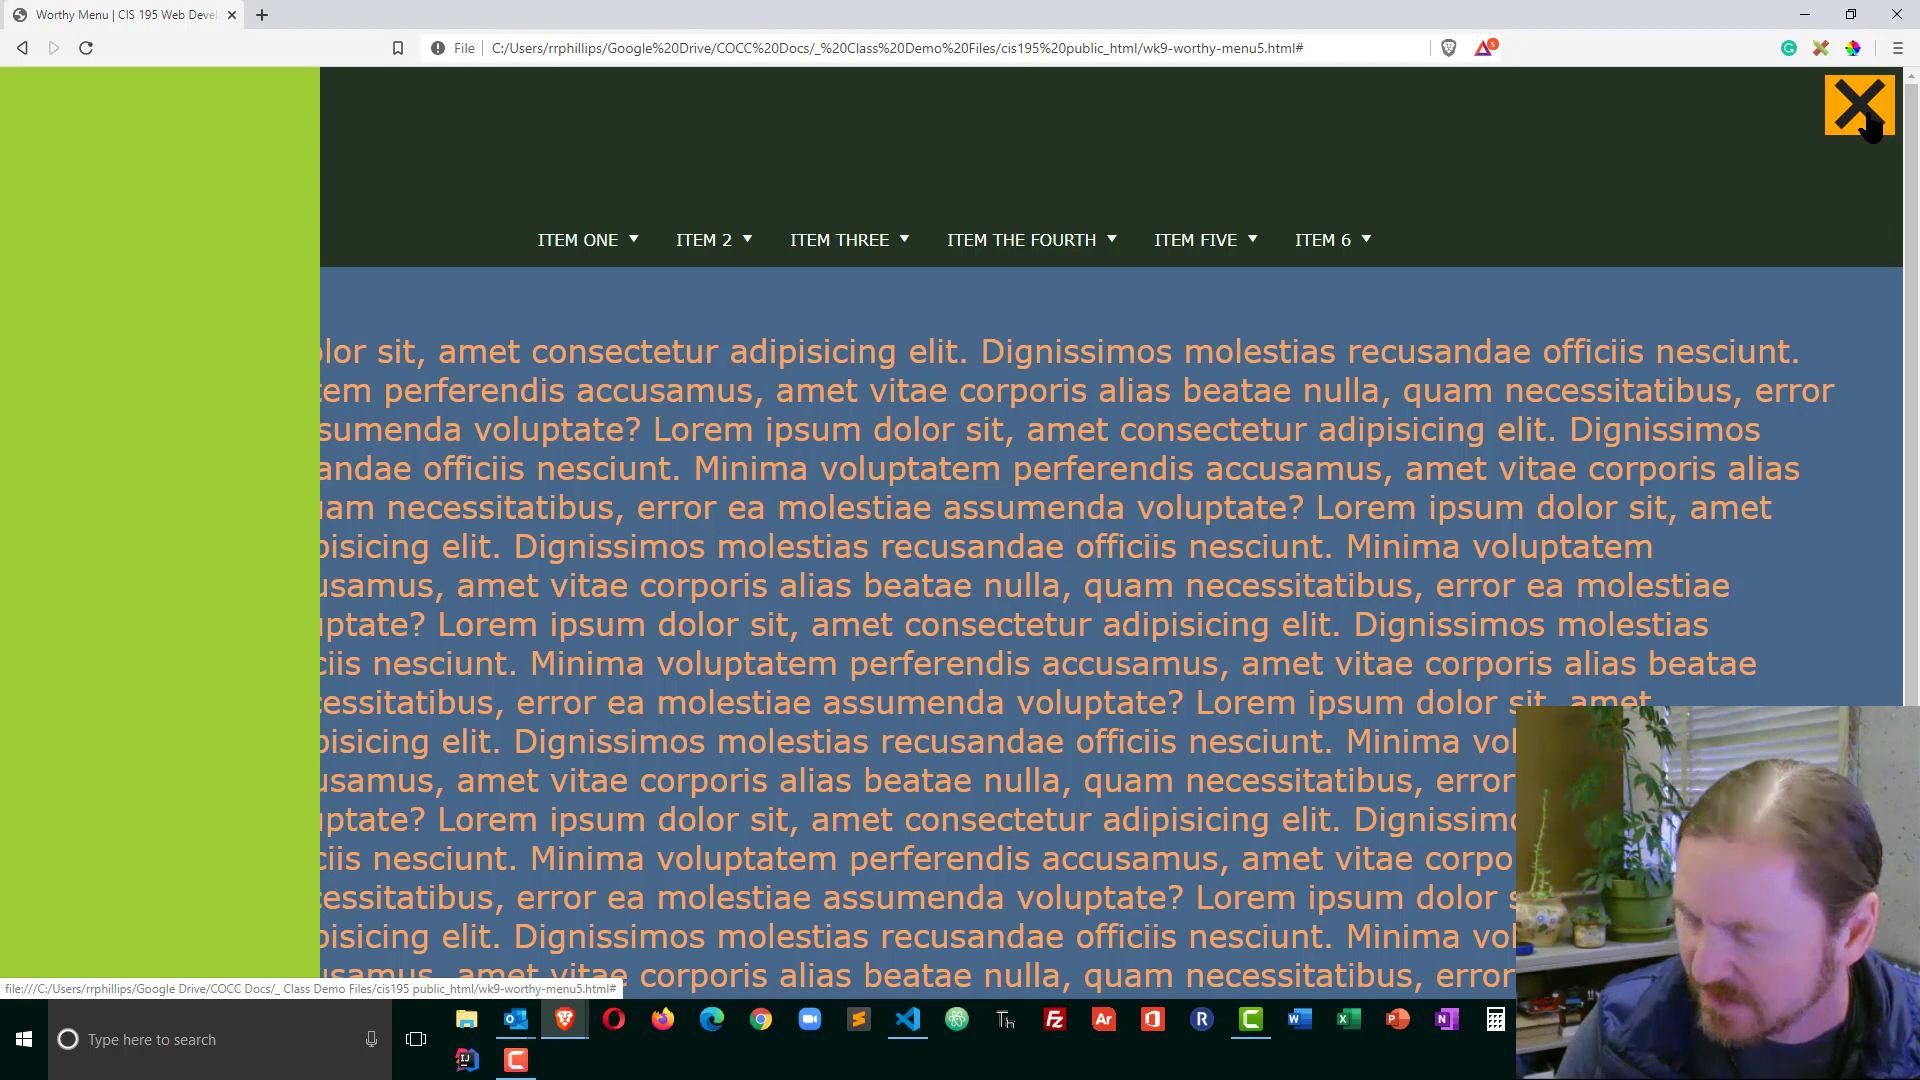 Worthy Menu | CIS 195 Web Deve
File
C:/Users/rrphillips/Google%20Drive/COCC%20Docs/_%20Class%20Demo%20Files/cis195%20public_html/wk9-worthy-menu5.html#
ITEM ONE ▼ ITEM 2 ▼ ITEM THREE ▼ ITEM THE FOURTH ▼ ITEM FIVE ▼ ITEM 6 ▼
olor sit, amet consectetur adipisicing elit. Dignissimos molestias recusandae officiis nesciunt.
tem perferendis accusamus, amet vitae corporis alias beatae nulla, quam necessitatibus, error
sumenda voluptate? Lorem ipsum dolor sit, amet consectetur adipisicing elit. Dignissimos
andae officiis nesciunt. Minima voluptatem perferendis accusamus, amet vitae corporis alias
uam necessitatibus, error ea molestiae assumenda voluptate? Lorem ipsum dolor sit, amet
pisicing elit. Dignissimos molestias recusandae officiis nesciunt. Minima voluptatem
usamus, amet vitae corporis alias beatae nulla, quam necessitatibus, error ea molestiae
uptate? Lorem ipsum dolor sit, amet consectetur adipisicing elit. Dignissimos molestias
ciis nesciunt. Minima voluptatem perferendis accusamus, amet vitae corporis alias beatae
cessitatibus, error ea molestiae assumenda voluptate? Lorem ipsum dolor sit, amet
pisicing elit. Dignissimos molestias recusandae officiis nesciunt. Minima vol
usamus, amet vitae corporis alias beatae nulla, quam necessitatibus, error
uptate? Lorem ipsum dolor sit, amet consectetur adipisicing elit. Dignissimo
ciis nesciunt. Minima voluptatem perferendis accusamus, amet vitae corpo
cessitatibus, error ea molestiae assumenda voluptate? Lorem ipsum dolor s
pisicing elit. Dignissimos molestias recusandae officiis nesciunt. Minima vol
usamus, amet vitae corporis alias beatae nulla, quam necessitatibus, error
file:///C:/Users/rrphillips/Google Drive/COCC Docs/_ Class Demo Files/cis195 public_html/wk9-worthy-menu5.html#
Type here to search